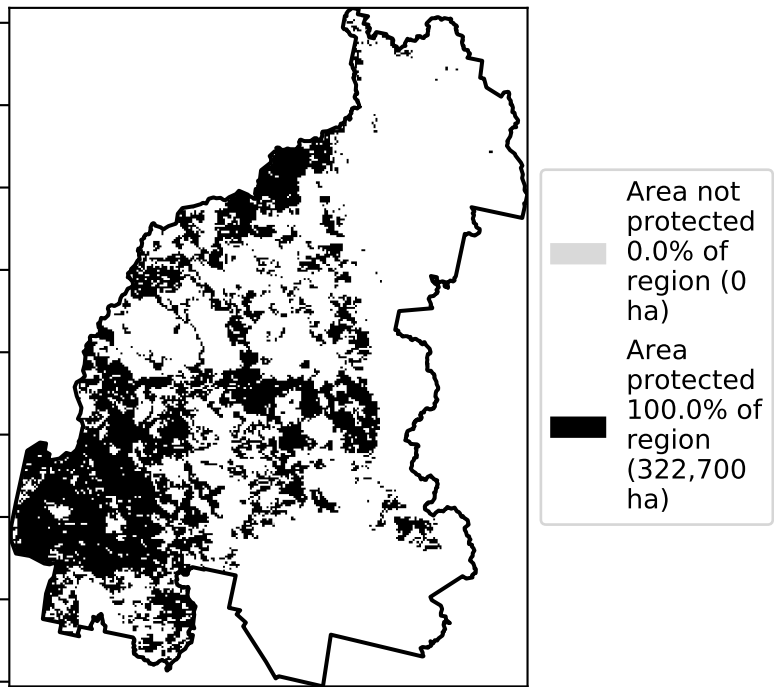 Area not
protected
0.0% of
region (0
ha)
Area
protected
100.0% of
region
(322,700
ha)